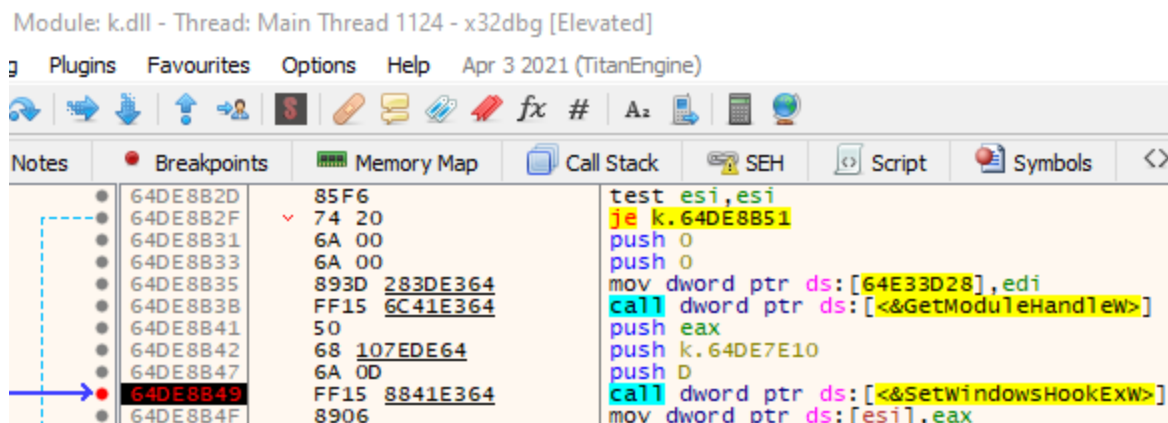 Module: k.dll - Thread: Main Thread 1124 - x32dbg [Elevated]
g Plugins Favourites Options Help Apr 3 2021 (TitanEngine)
S fx # Az
Notes Breakpoints Memory Map Call Stack SEH Script Symbols <>
64DE8B2D 85F6 test esi,esi
64DE8B2F 74 20 je k.64DE8B51
64DE8B31 6A 00 push 0
64DE8B33 6A 00 push 0
64DE8B35 893D 283DE364 mov dword ptr ds:[64E33D28],edi
64DE8B3B FF15 6C41E364 call dword ptr ds:[<&GetModuleHandleW>]
64DE8B41 50 push eax
64DE8B42 68 107EDE64 push k.64DE7E10
64DE8B47 6A 0D push D
64DE8B49 FF15 8841E364 call dword ptr ds:[<&SetWindowsHookExW>]
64DE8B4F 8906 mov dword ptr ds:[esi],eax